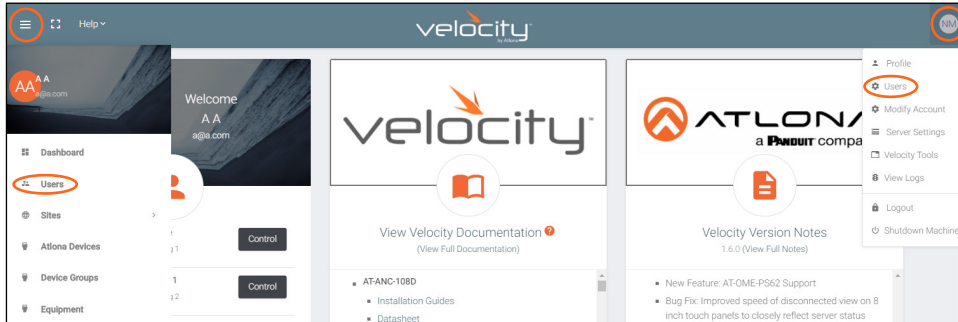 Help
velocity
by Atlona
NM
AA
A A
a@a.com
Dashboard
Users
Sites
Atlona Devices
Device Groups
Equipment
Welcome
A A
a@a.com
Control
1
Control
2
velocity
View Velocity Documentation
(View Full Documentation)
AT-ANC-108D
Installation Guides
Datasheet
ATLONA
a PANDUIT compa
Velocity Version Notes
1.6.0 (View Full Notes)
New Feature: AT-OME-PS62 Support
Bug Fix: Improved speed of disconnected view on 8
inch touch panels to closely reflect server status
Profile
Users
Modify Account
Server Settings
Velocity Tools
View Logs
Logout
Shutdown Machine